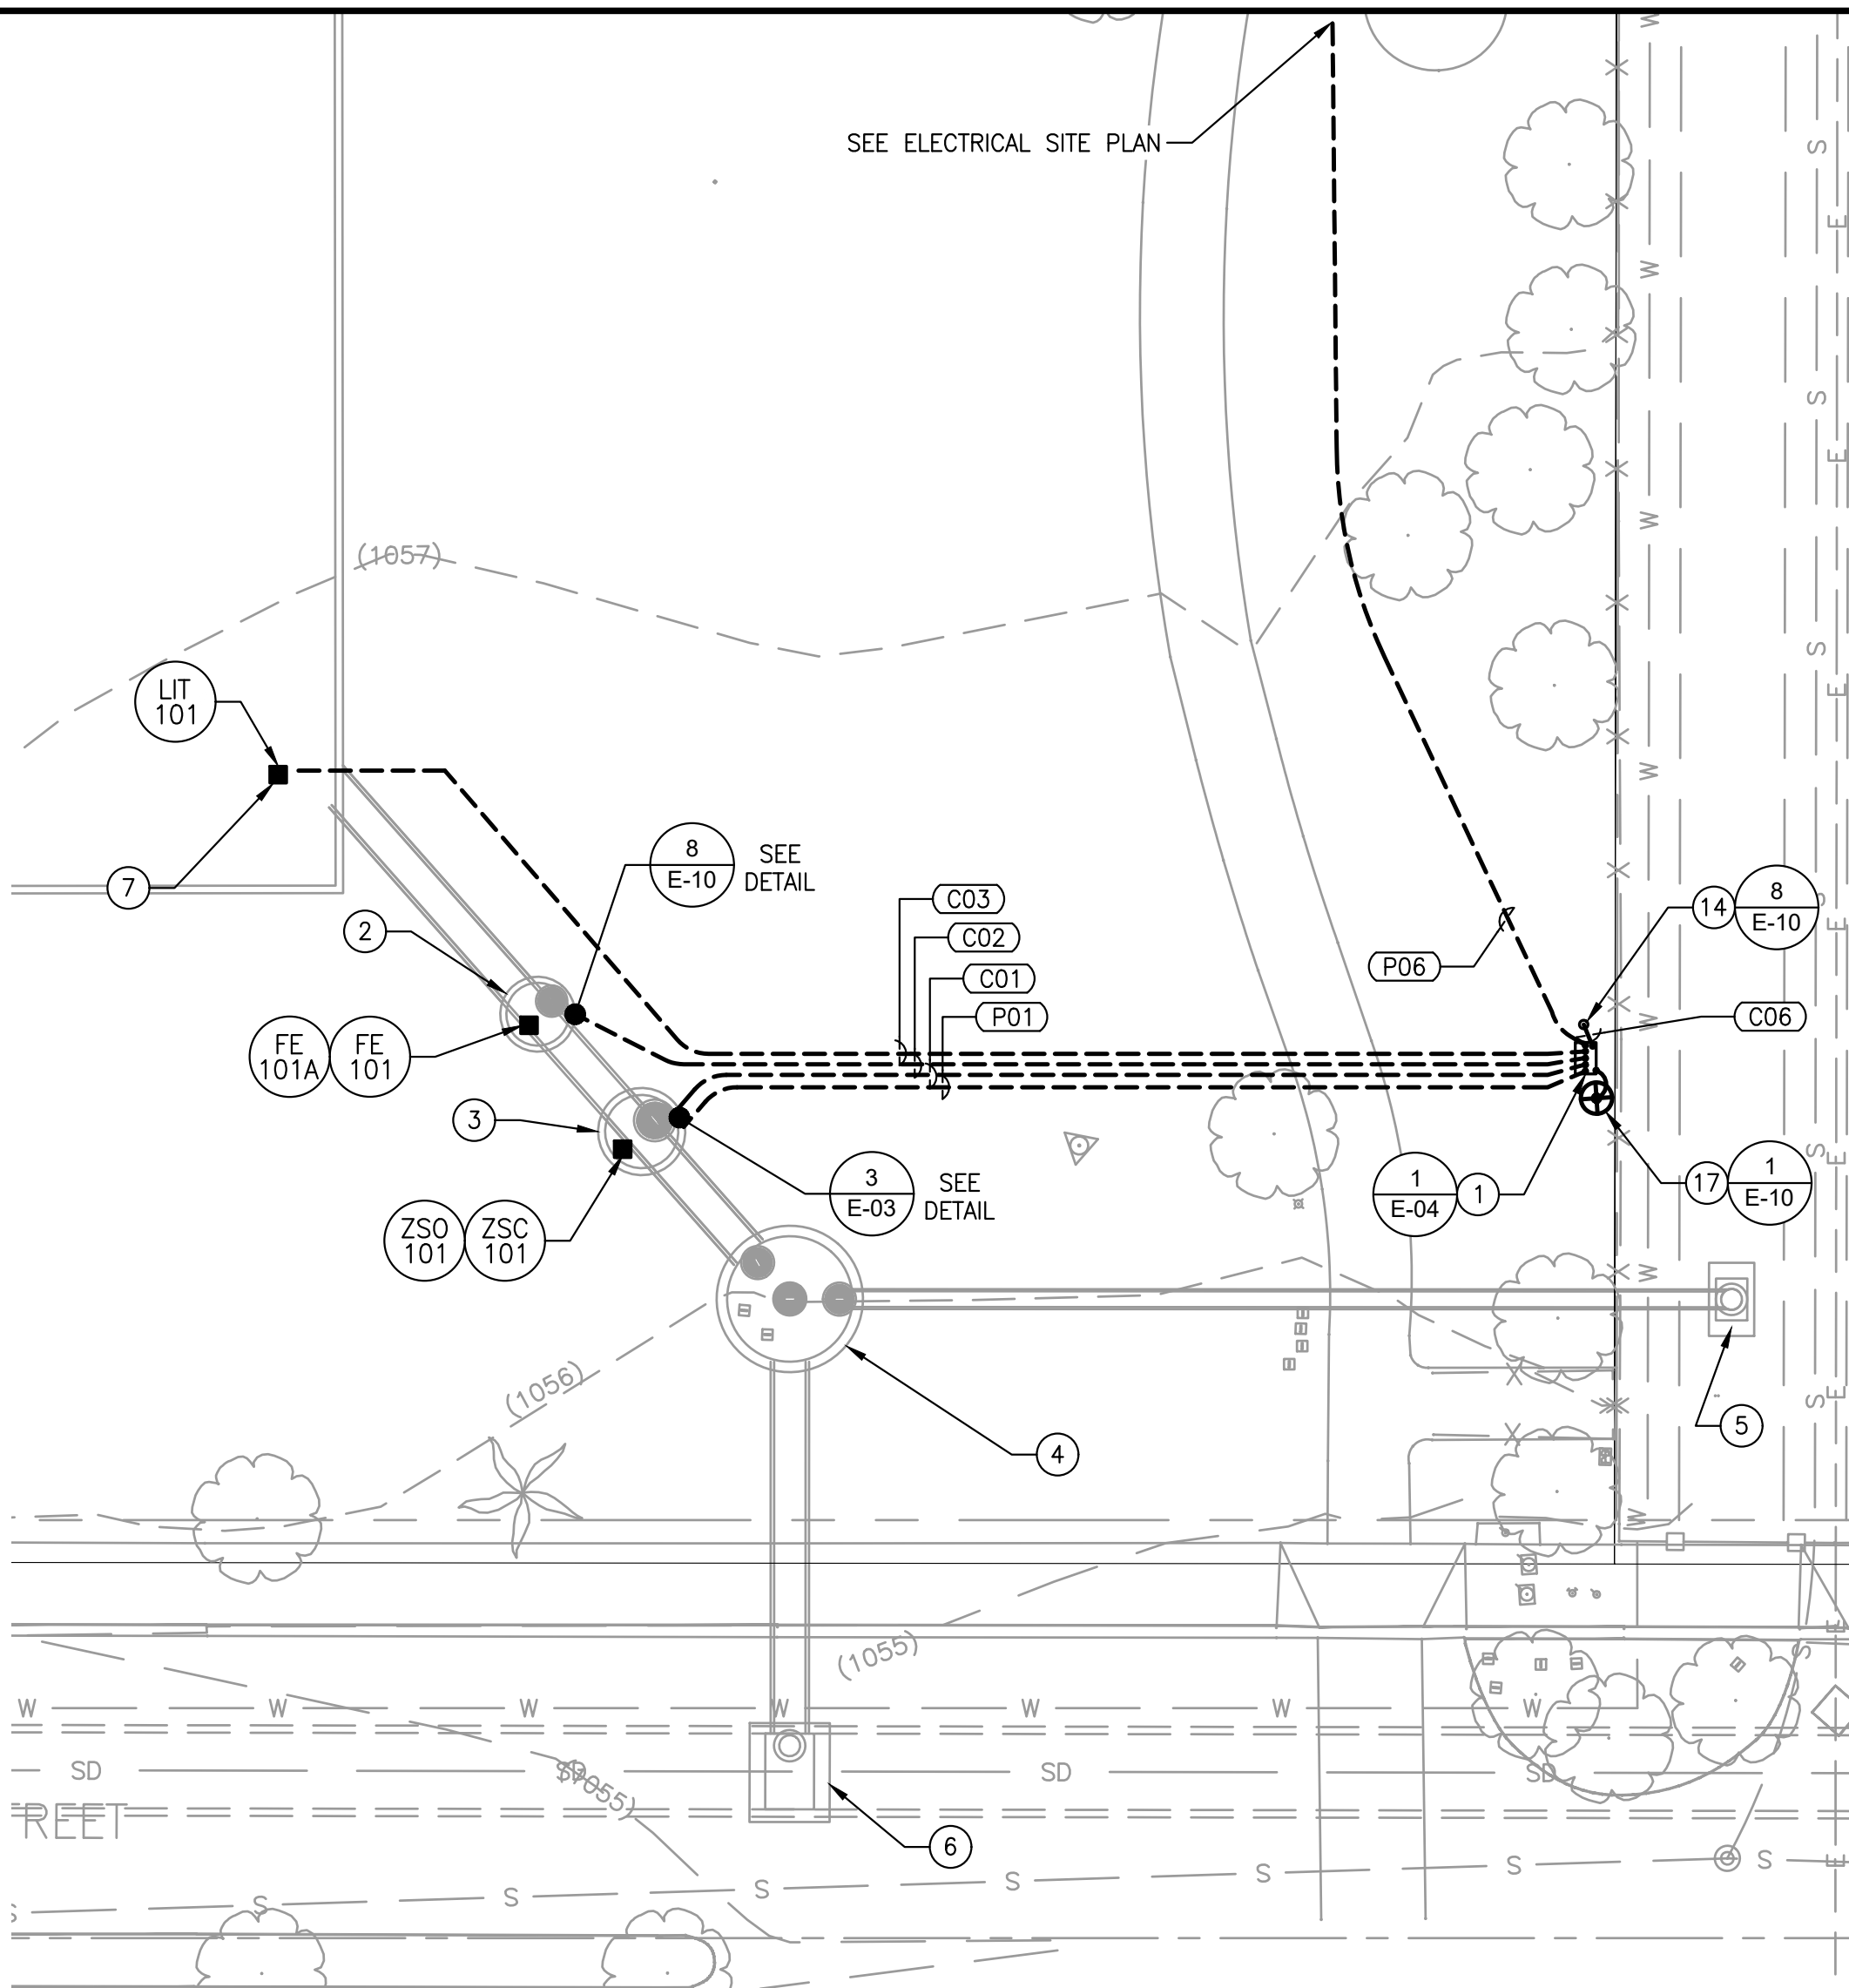 SEE ELECTRICAL SITE PLAN
W
S
E
W
(1057)
S
E
W
S
E
LIT
101
W
7
8
E-10
SEE
DETAIL
C03
14
8
E-10
S
2
C02
E
C01
P06
P01
C06
W
FE
101A
FE
101
3
3
E-03
SEE
DETAIL
1
E-04
1
17
1
E-10
S
E
ZSO
101
ZSC
101
W
(1056)
S
E
5
4
W
(1055)
E
S
W
W
W
W
W
W
W
SD
SD
SD
SD
(1055)
REET
6
S
S
S
S
S
S
S
S
E